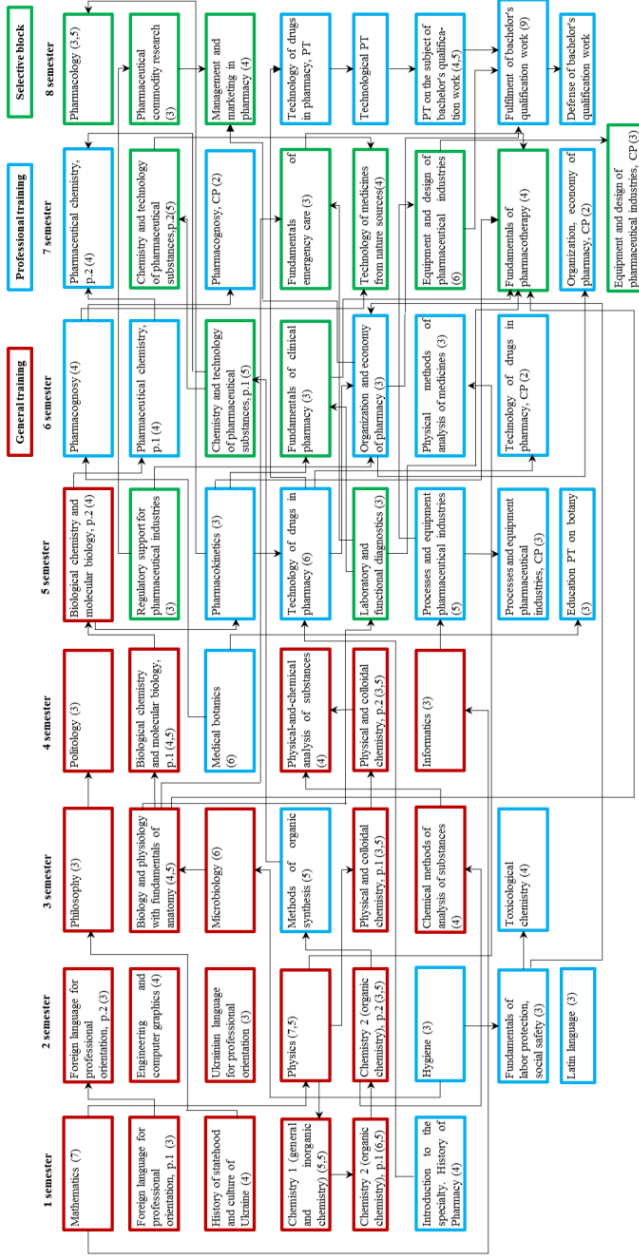 General training
Professional training
Selective block
1 semester
Mathematics (7)
Foreign language for
professional
orientation, p.1 (3)
History of statehood
and culture of
Ukraine (4)
Chemistry 1 (general
and inorganic
chemistry) (5,5)
Chemistry 2 (organic
chemistry), p.1 (6,5)
Introduction to the
specialty. History of
Pharmacy (4)
2 semester
Foreign language for
professional
orientation, p.2 (3)
Engineering and
computer graphics (4)
Ukrainian language
for professional
orientation (3)
Physics (7,5)
Chemistry 2 (organic
chemistry), p.2 (3,5)
Hygiene (3)
Fundamentals of
labor protection,
social safety (3)
Latin language (3)
3 semester
Philosophy (3)
Biology and physiology
with fundamentals of
anatomy (4,5)
Microbiology (6)
Methods of organic
synthesis (5)
Physical and colloidal
chemistry, p.1 (3,5)
Chemical methods of
analysis of substances
(4)
Toxicological
chemistry (4)
4 semester
Politology (3)
Biological chemistry
and molecular biology,
p.1 (4,5)
Medical botanics
(6)
Physical-and-chemical
analysis of substances
(4)
Physical and colloidal
chemistry, p.2 (3,5)
Informatics (3)
5 semester
Biological chemistry and
molecular biology, p.2 (4)
Regulatory support for
pharmaceutical industries
(3)
Pharmacokinetics (3)
Technology of drugs in
pharmacy (6)
Laboratory and
functional diagnostics (3)
Processes and equipment
pharmaceutical industries
(5)
Processes and equipment
pharmaceutical
industries, CP (3)
Education PT on botany
(3)
6 semester
Pharmacognosy (4)
Pharmaceutical chemistry,
p.1 (4)
Chemistry and technology
of pharmaceutical
substances, p.1 (5)
Fundamentals of clinical
pharmacy (3)
Organization and economy
of pharmacy (3)
Physical methods of
analysis of medicines (3)
Technology of drugs in
pharmacy, CP (2)
7 semester
Pharmaceutical chemistry,
p.2 (4)
Chemistry and technology
of pharmaceutical
substances,p.2(5)
Pharmacognosy, CP (2)
Fundamentals of
emergency care (3)
Technology of medicines
from nature sources(4)
Equipment and design of
pharmaceutical industries
(6)
Fundamentals of
pharmacotherapy (4)
Organization, economy of
pharmacy, CP (2)
Equipment and design of
pharmaceutical industries, CP (3)
8 semester
Pharmacology (3,5)
Pharmaceutical
commodity research
(3)
Management and
marketing in
pharmacy (4)
Technology of drugs
in pharmacy, PT
Technological PT
PT on the subject of
bachelor's qualifica-
tion work (4,5)
Fulfilment of bachelor's
qualification work (9)
Defense of bachelor's
qualification work